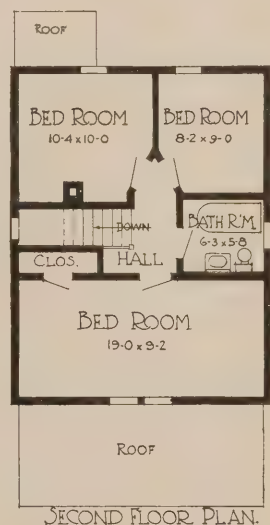 ROOF
BED ROOM
10-4 x 10-0
BED ROOM
8-2 x 9-0
DOWN
BATH R'M
6-3 x 5-8
CLOS.
HALL
BED ROOM
19-0 x 9-2
ROOF
SECOND FLOOR PLAN.